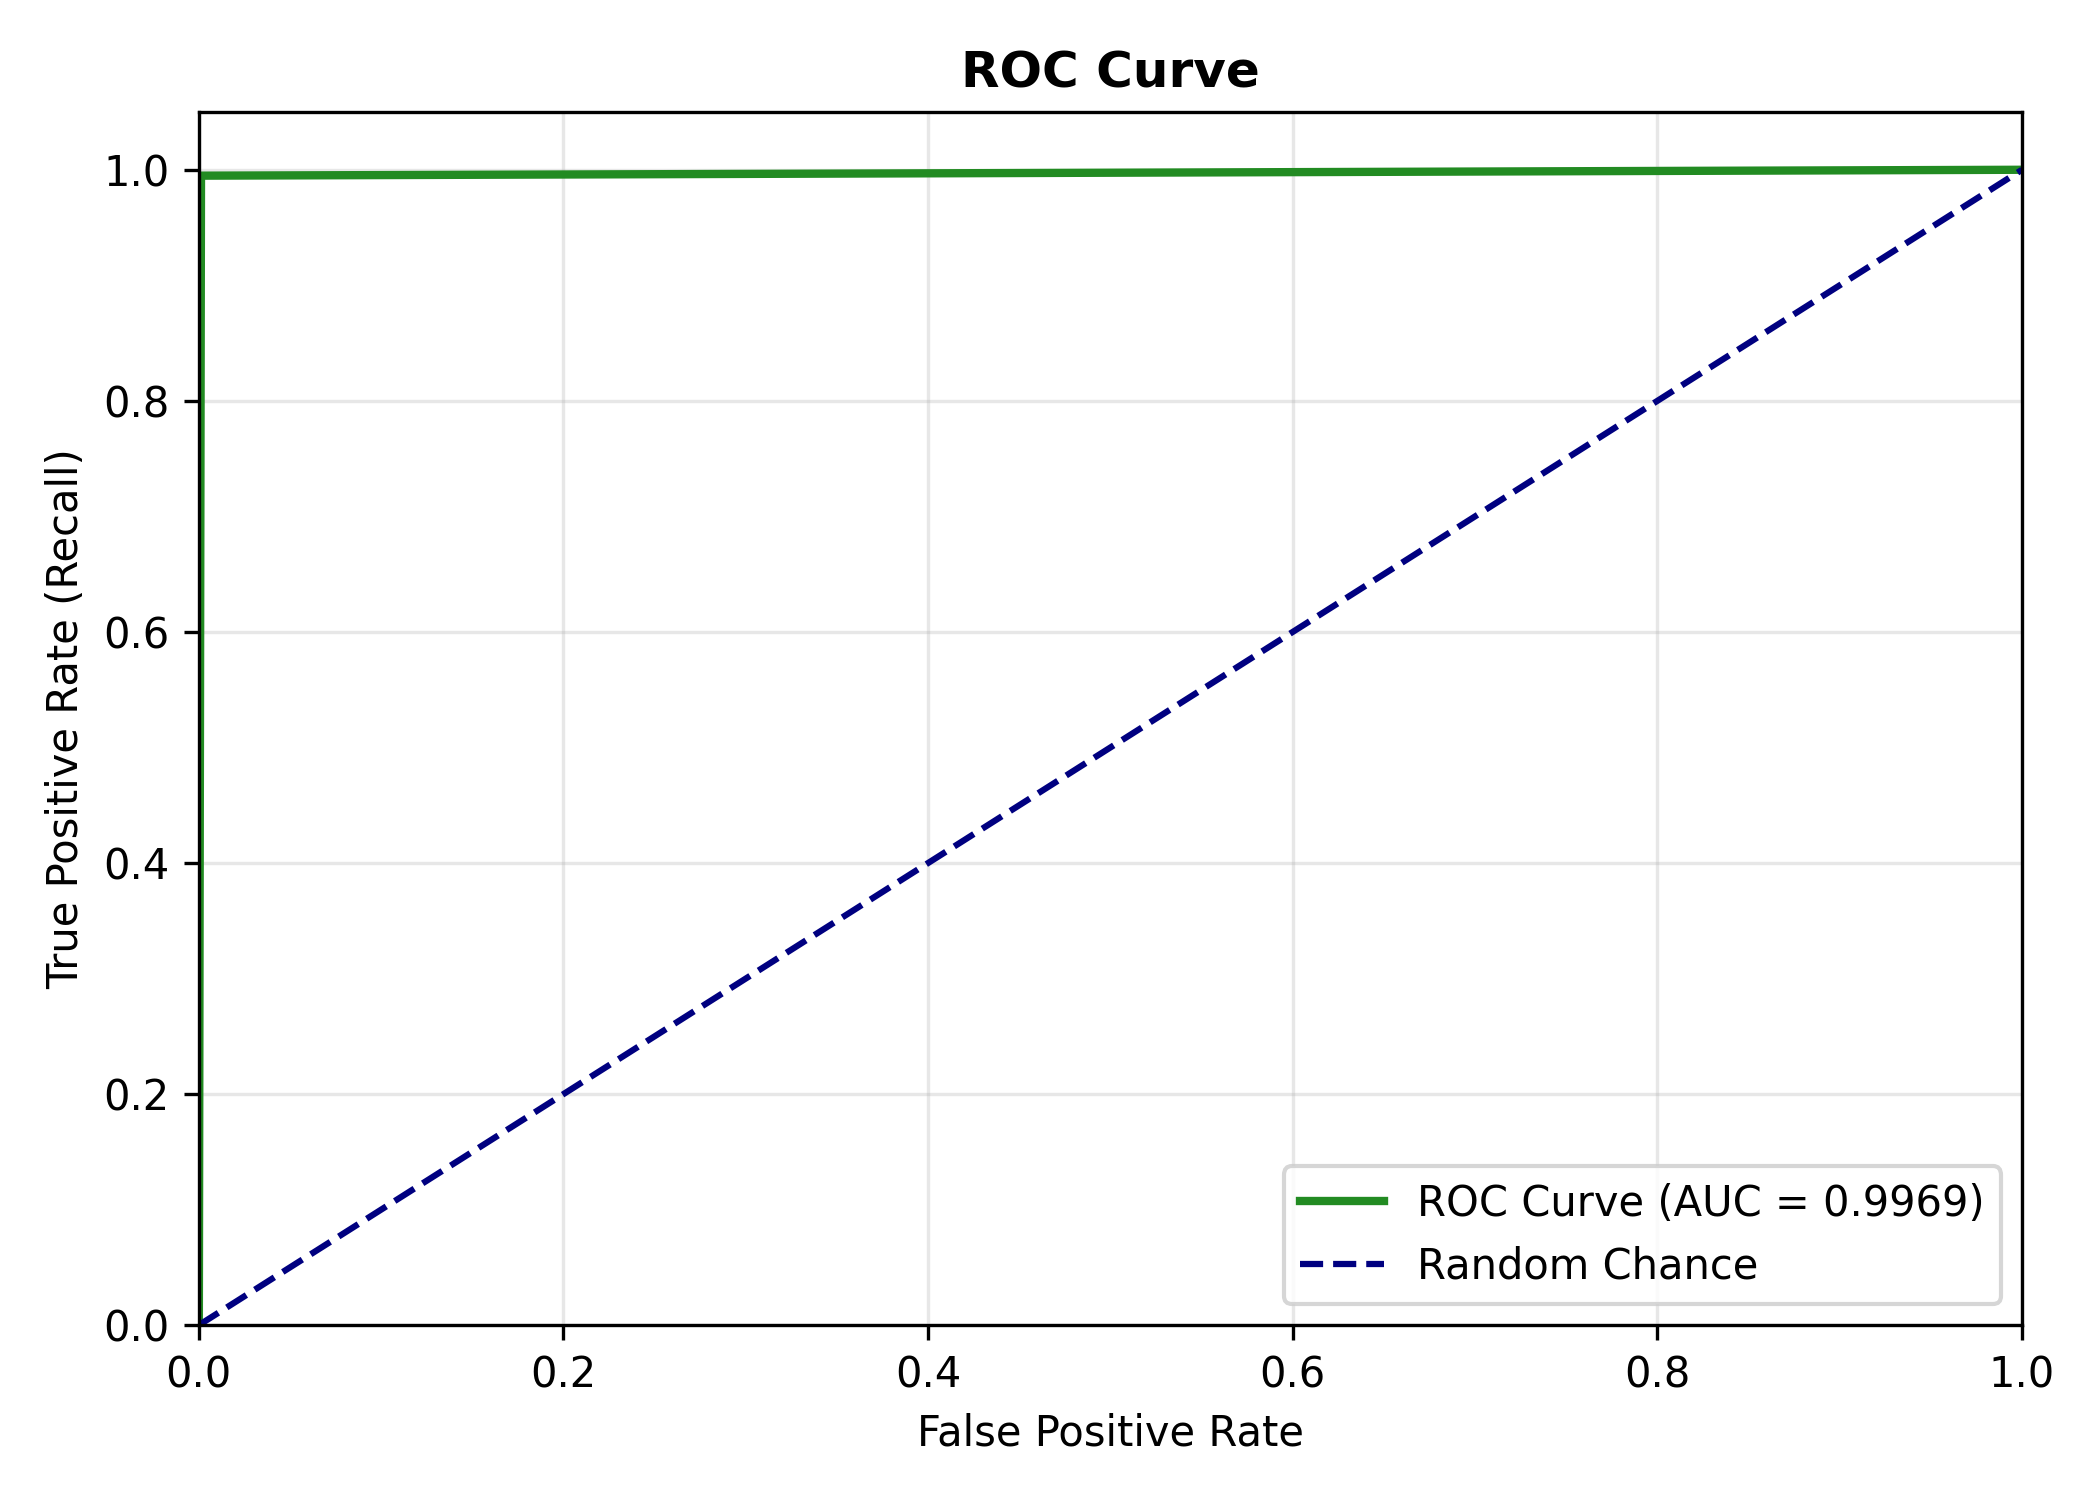 ROC Curve
True Positive Rate (Recall)
1.0
0.8
0.6
0.4
0.2
0.0
0.0 0.2 0.4 0.6 0.8 1.0
False Positive Rate
ROC Curve (AUC = 0.9969)
Random Chance